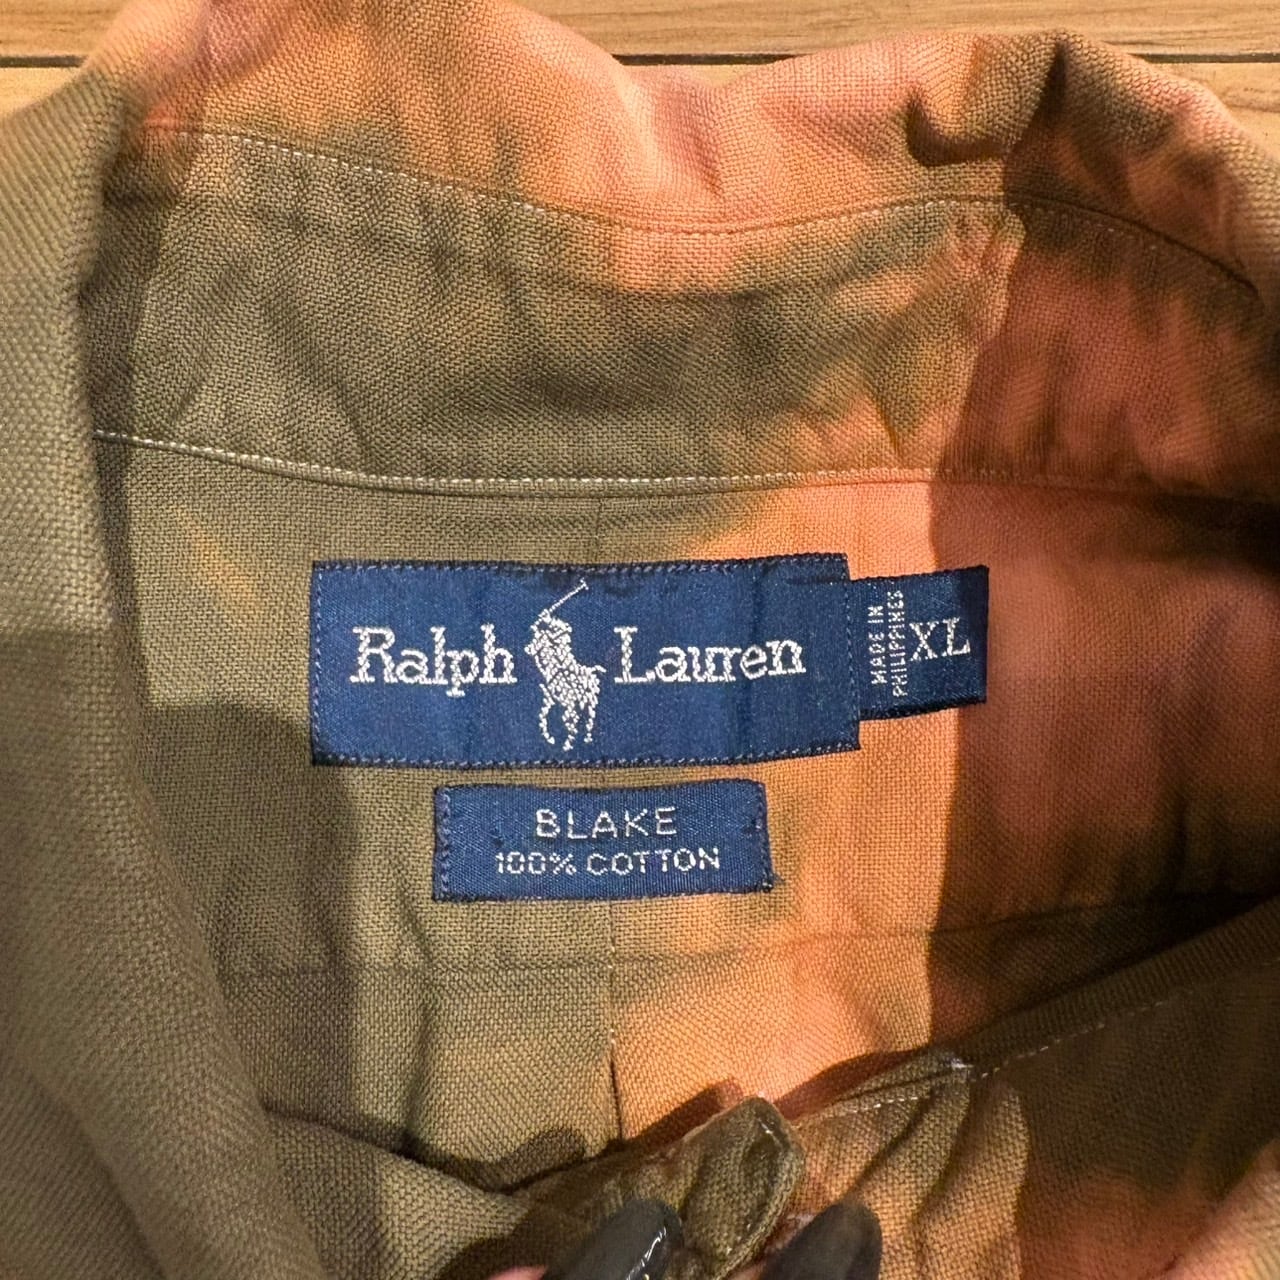 Ralph Lauren
MADE IN
PHILIPPINES
XL
BLAKE
100% COTTON